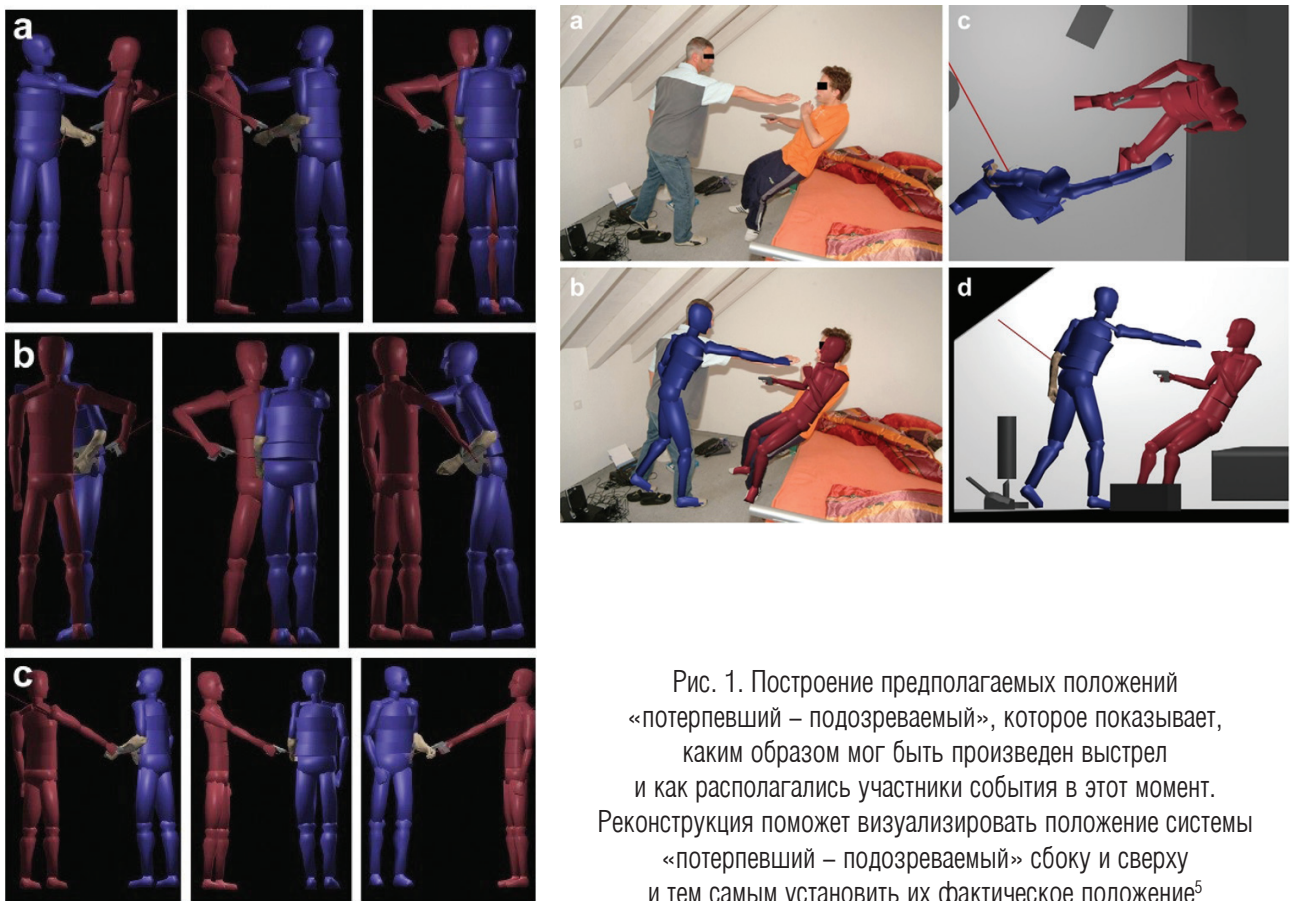 a
b
c
a
c
b
d
Рис. 1. Построение предполагаемых положений
«потерпевший – подозреваемый», которое показывает,
каким образом мог быть произведен выстрел
и как располагались участники события в этот момент.
Реконструкция поможет визуализировать положение системы
«потерпевший – подозреваемый» сбоку и сверху
и тем самым установить их фактическое положение⁵